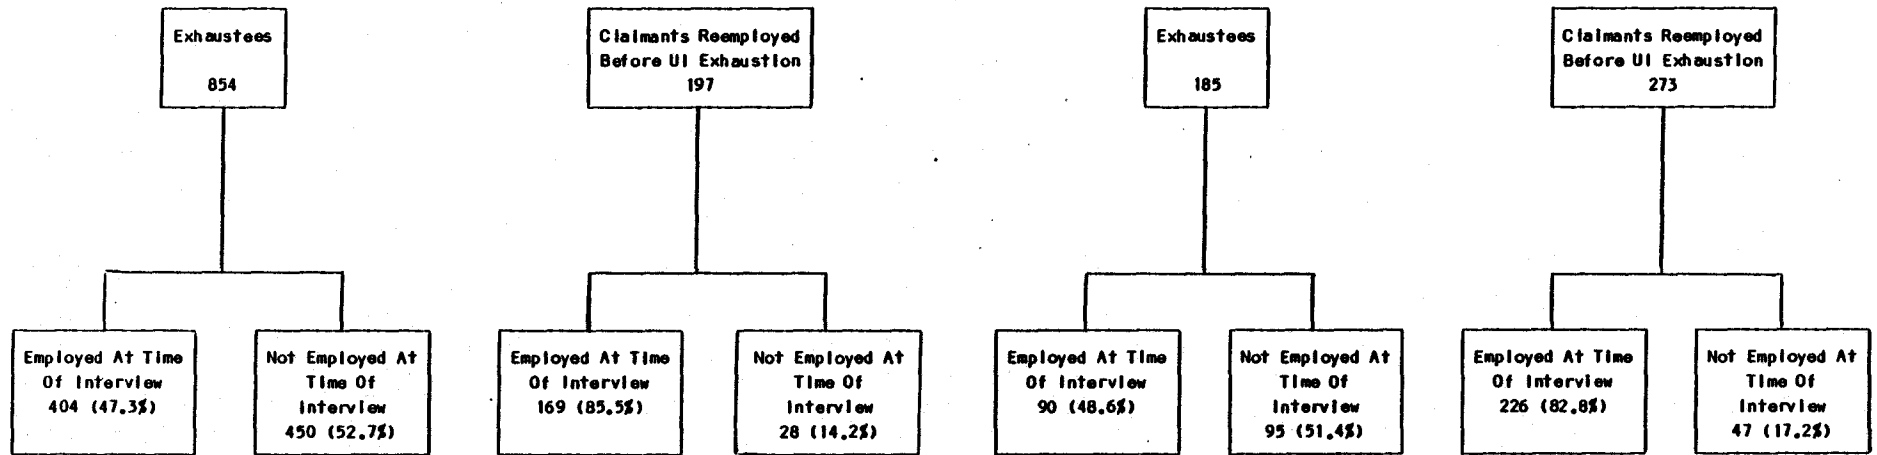 Exhaustees
854
Claimants Reemployed
Before UI Exhaustion
197
Exhaustees
185
Claimants Reemployed
Before UI Exhaustion
273
Employed At Time
Of Interview
404 (47.3%)
Not Employed At
Time Of
Interview
450 (52.7%)
Employed At Time
Of Interview
169 (85.5%)
Not Employed At
Time Of
Interview
28 (14.2%)
Employed At Time
Of Interview
90 (48.6%)
Not Employed At
Time Of
Interview
95 (51.4%)
Employed At Time
Of Interview
226 (82.8%)
Not Employed At
Time Of
Interview
47 (17.2%)